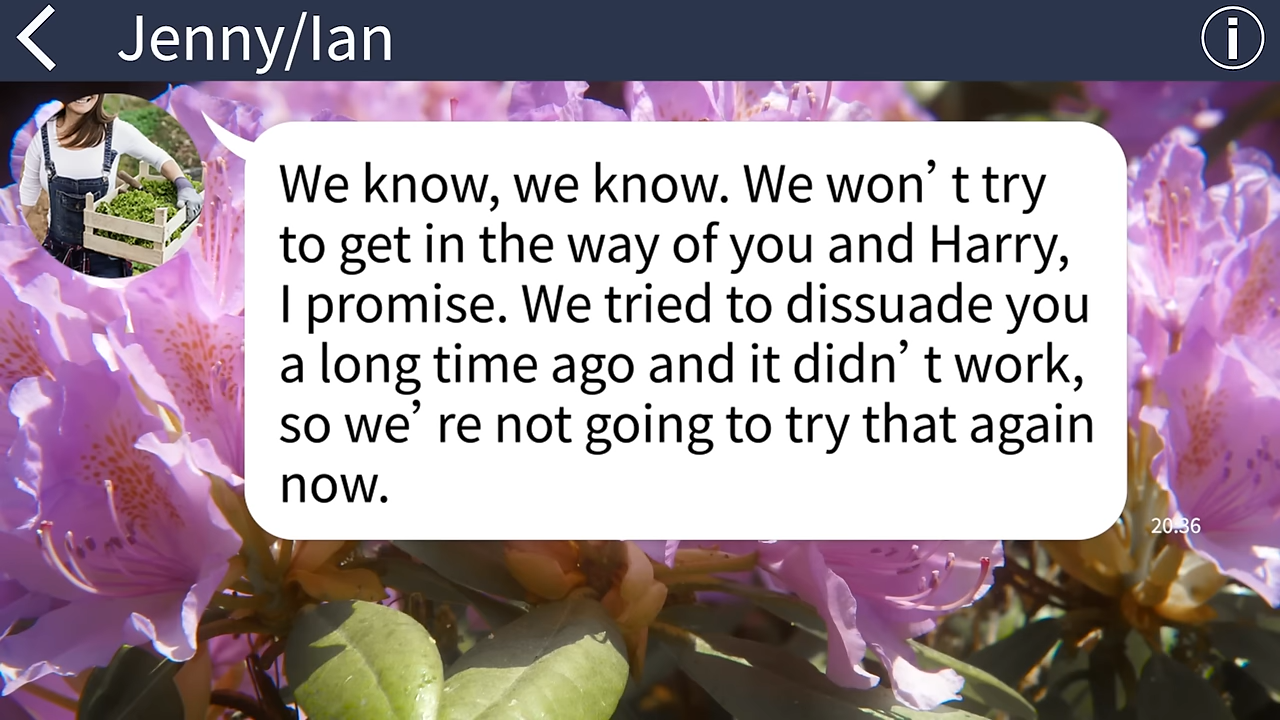 Jenny/Ian
We know, we know. We won’t try
to get in the way of you and Harry,
I promise. We tried to dissuade you
a long time ago and it didn’t work,
so we’re not going to try that again
now.
20:36